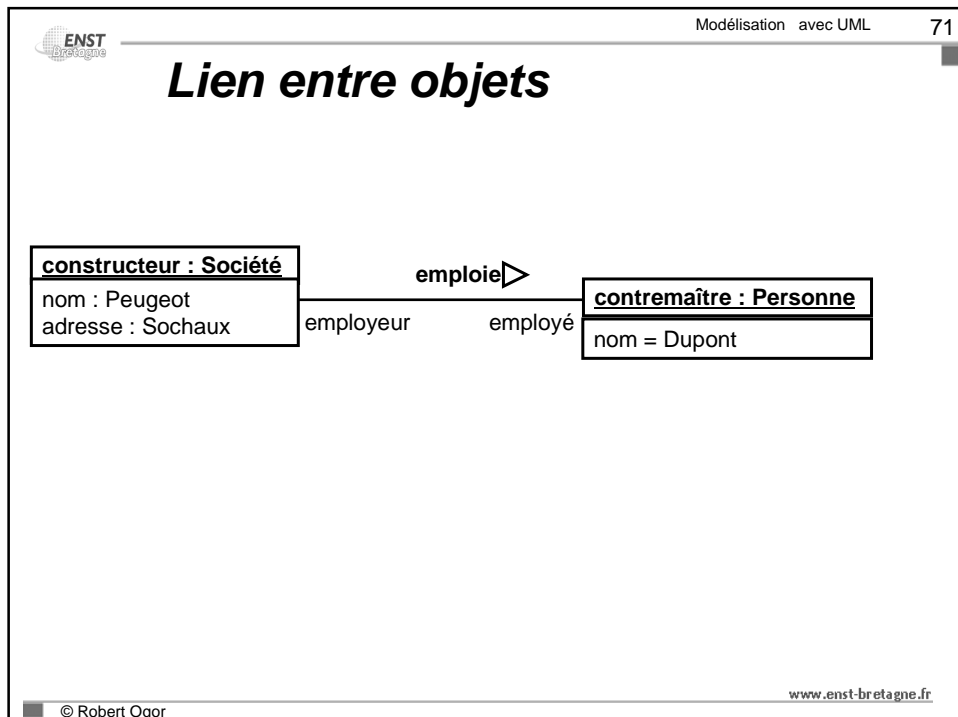 ENST
Bretagne
Modélisation avec UML 71
Lien entre objets
constructeur : Société
nom : Peugeot
adresse : Sochaux
emploie
employeur employé
contremaître : Personne
nom = Dupont
www.enst-bretagne.fr
© Robert Ogor